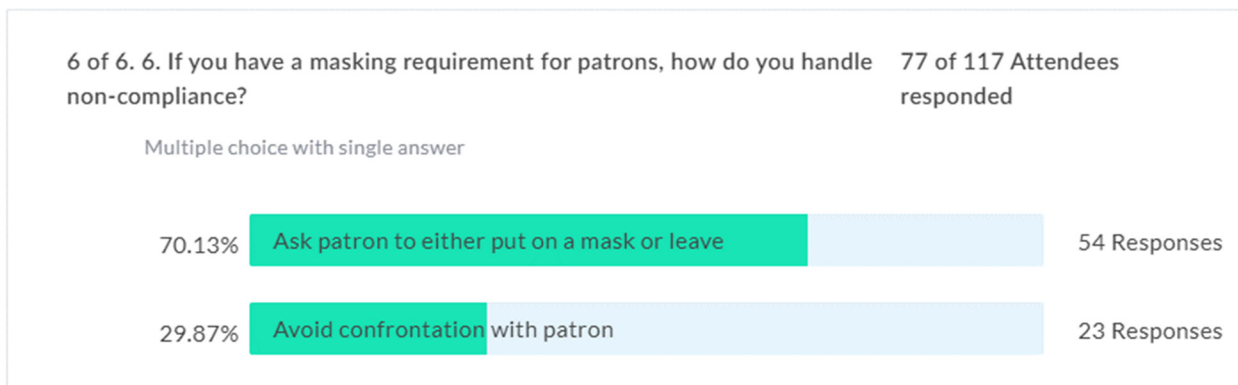 6 of 6. 6. If you have a masking requirement for patrons, how do you handle
non-compliance?
77 of 117 Attendees
responded
Multiple choice with single answer
70.13% Ask patron to either put on a mask or leave 54 Responses
29.87% Avoid confrontation with patron 23 Responses